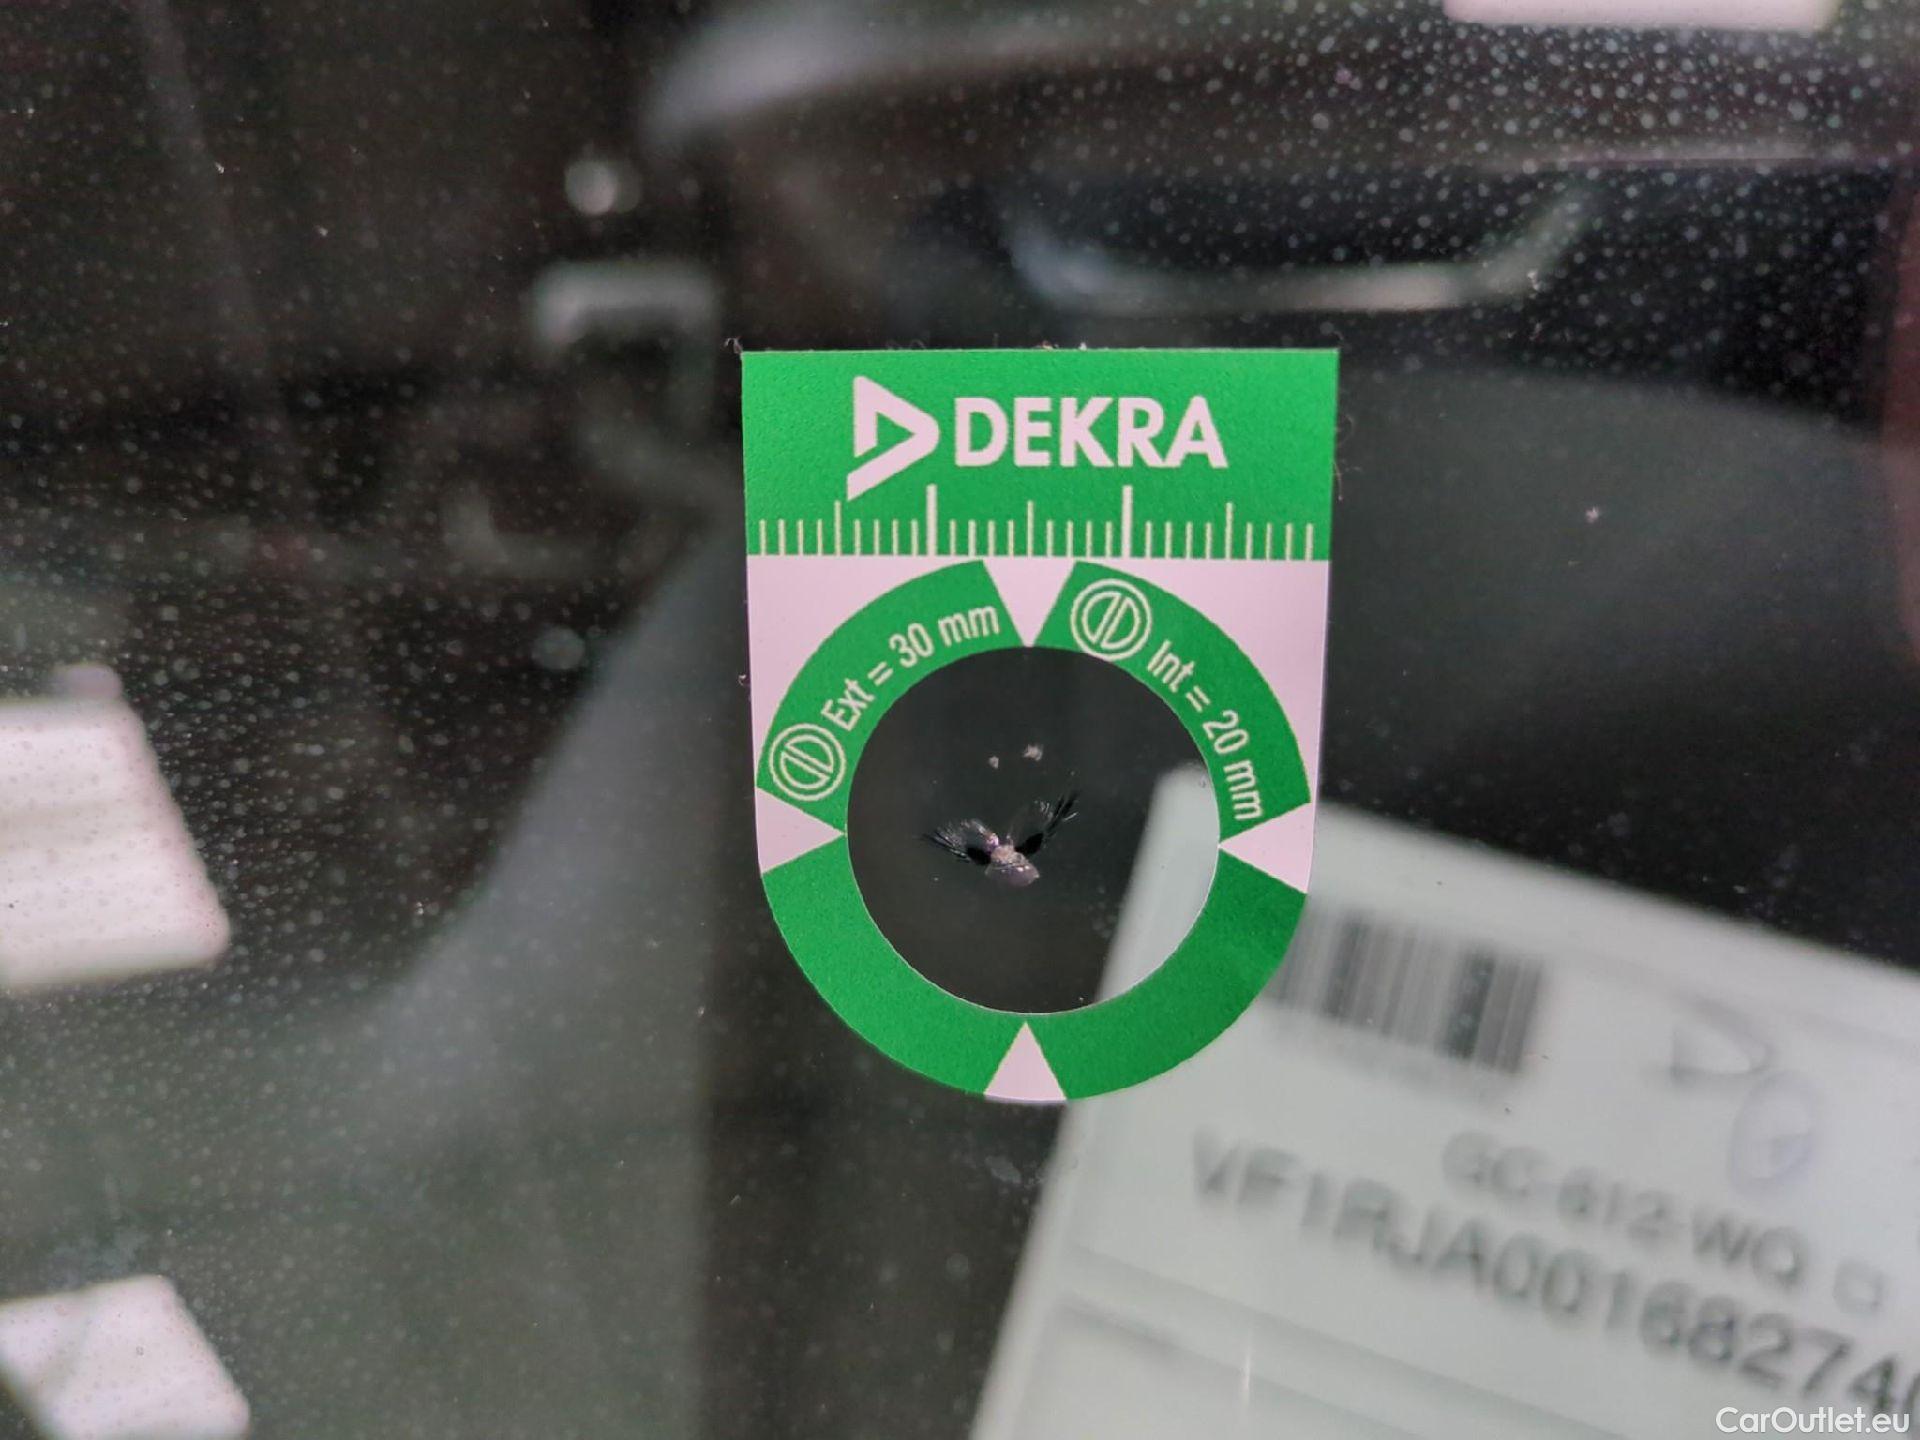 DEKRA
Ext = 30 mm
Int = 20 mm
GC-612-WQ
VF1RJA00168274
CarOutlet.eu